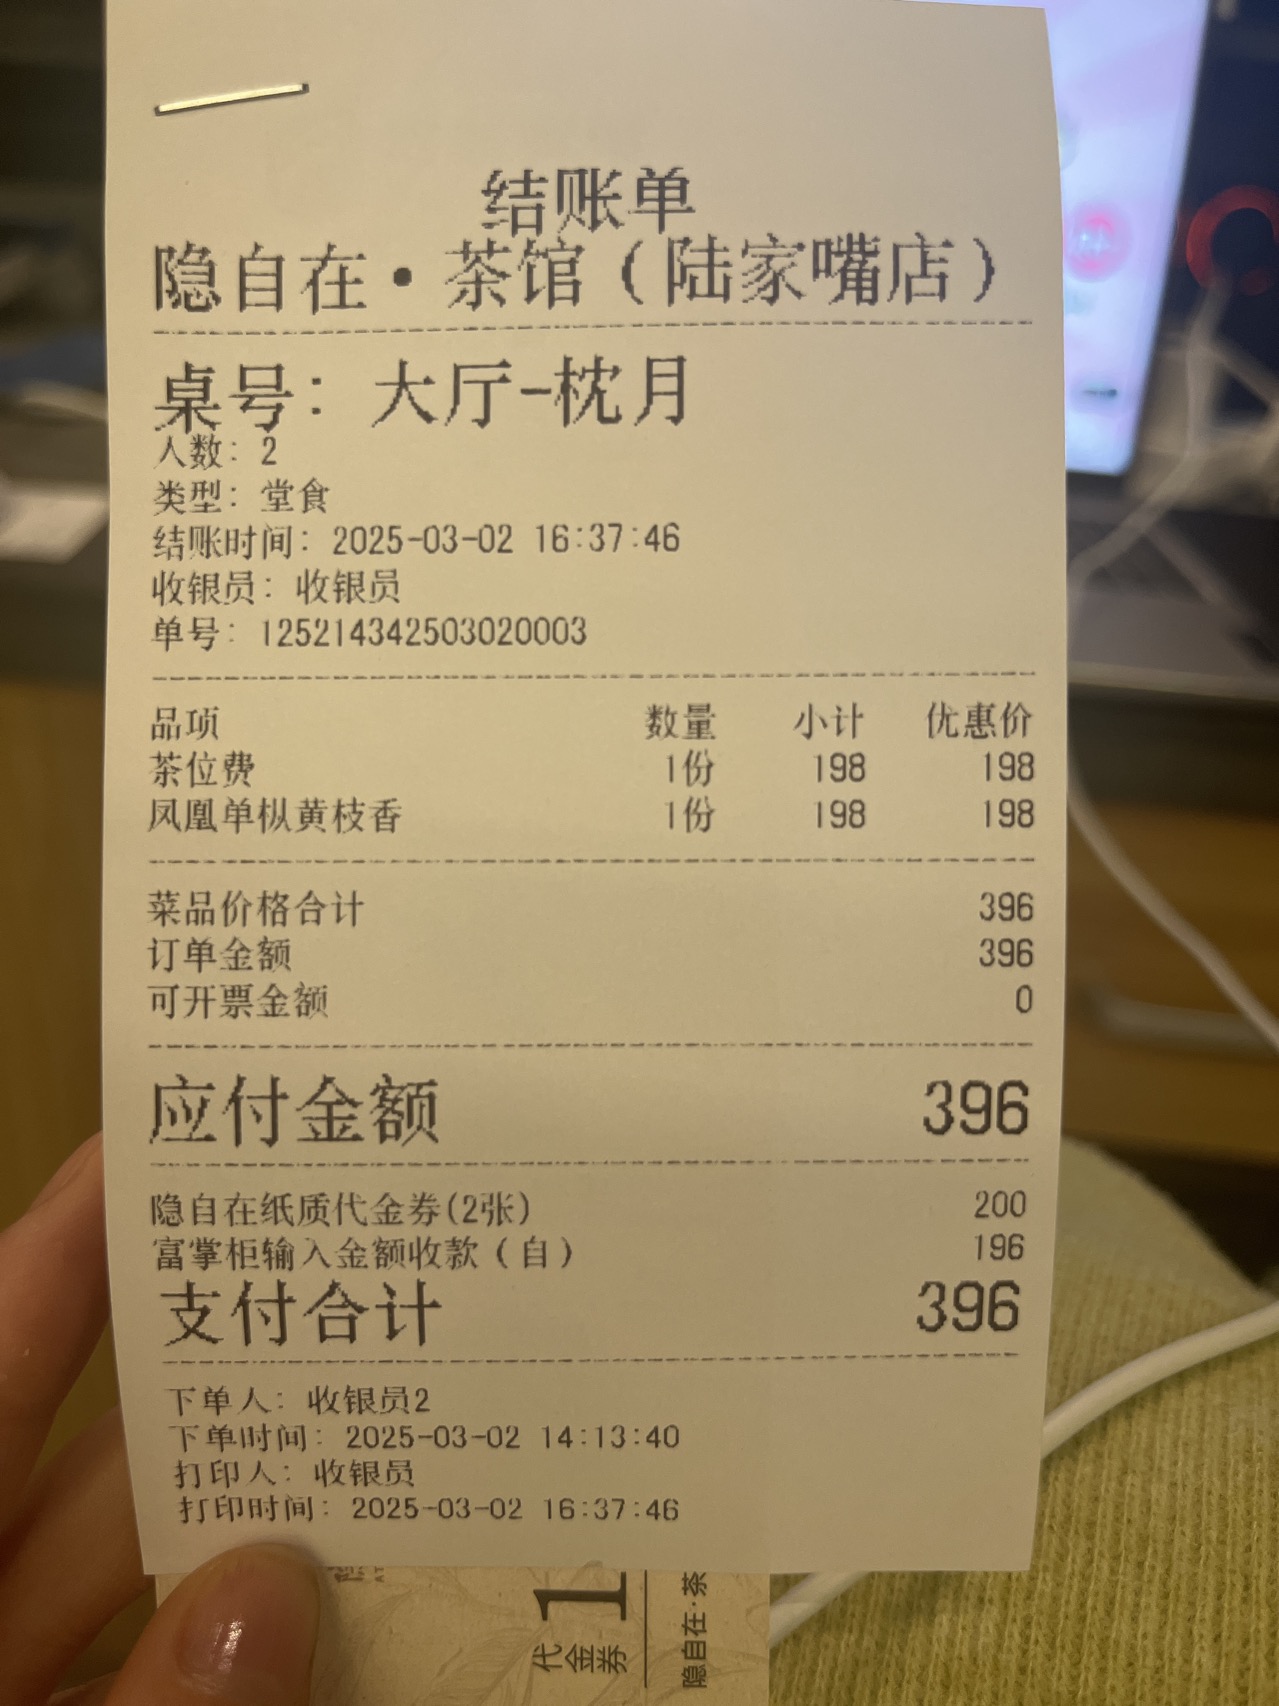 结账单
隐自在·茶馆（陆家嘴店）
桌号：大厅-枕月
人数：2
类型：堂食
结账时间：2025-03-02 16:37:46
收银员：收银员
单号：125214342503020003
品项 数量 小计 优惠价
茶位费 1份 198 198
凤凰单枞黄枝香 1份 198 198
菜品价格合计 396
订单金额 396
可开票金额 0
应付金额 396
隐自在纸质代金券(2张) 200
富掌柜输入金额收款（自） 196
支付合计 396
下单人：收银员2
下单时间：2025-03-02 14:13:40
打印人：收银员
打印时间：2025-03-02 16:37:46
1
代金券
隐自在·茶